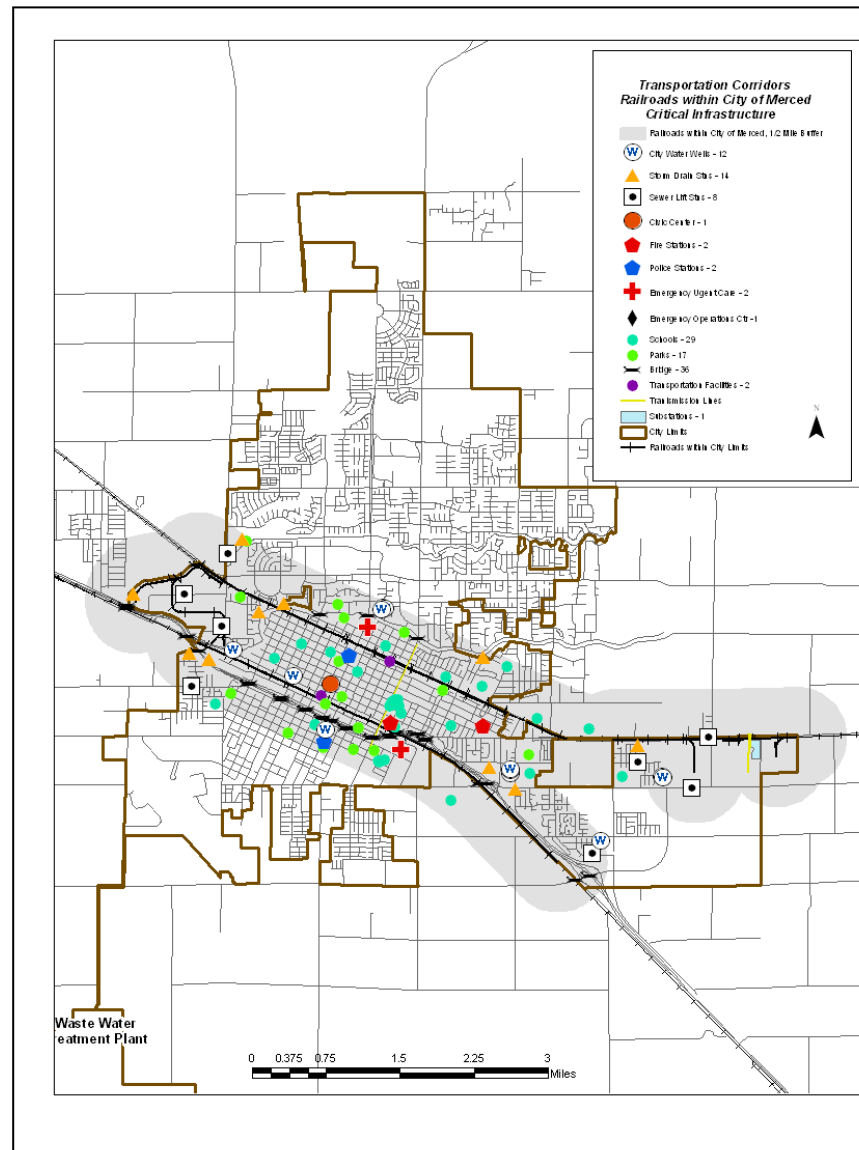 Transportation Corridors
Railroads within City of Merced
Critical Infrastructure
Railroads within City of Merced, 1/2 Mile Buffer
W City Water Wells - 12
Storm Drain Stns - 14
Sewer Lift Stns - 8
Civic Center - 1
Fire Stations - 2
Police Stations - 2
Emergency Ugent Care - 2
Emergency Operations Ctr -1
Schools - 29
Parks - 17
Bridge - 36
Transportation Facilities - 2
Transmission Lines
Substations - 1
City Limits
Railroads within City Limits
N
W
W
W
W
W
W
W
Waste Water
reatment Plant
0 0.375 0.75 1.5 2.25 3
Miles